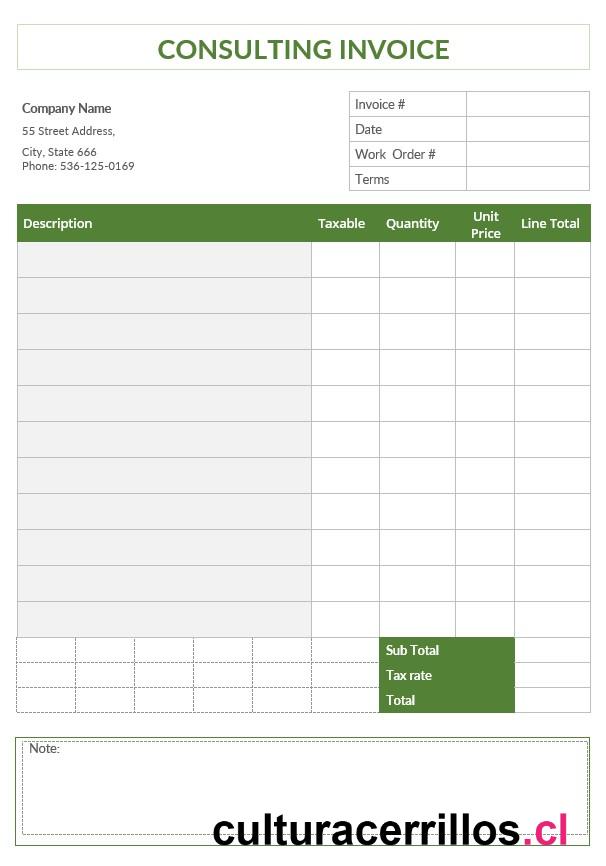 CONSULTING INVOICE
Company Name
55 Street Address,
City, State 666
Phone: 536-125-0169
Invoice #
Date
Work Order #
Terms
Description Taxable Quantity Unit Price Line Total
Sub Total
Tax rate
Total
Note:
culturacerrillos.cl